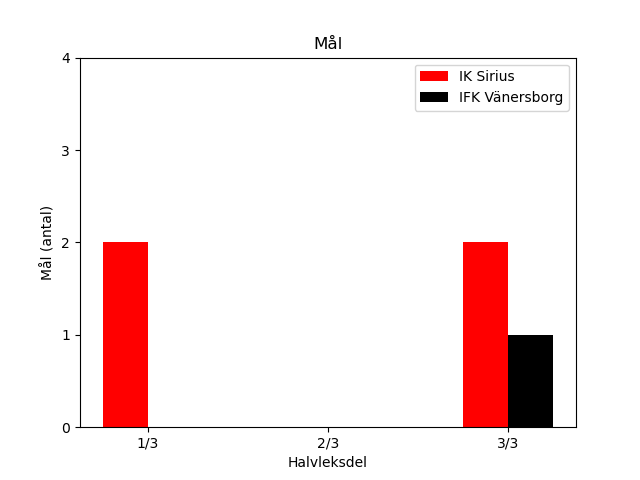 Mål
IK Sirius
IFK Vänersborg
4
3
2
1
0
Mål (antal)
1/3
2/3
3/3
Halvleksdel